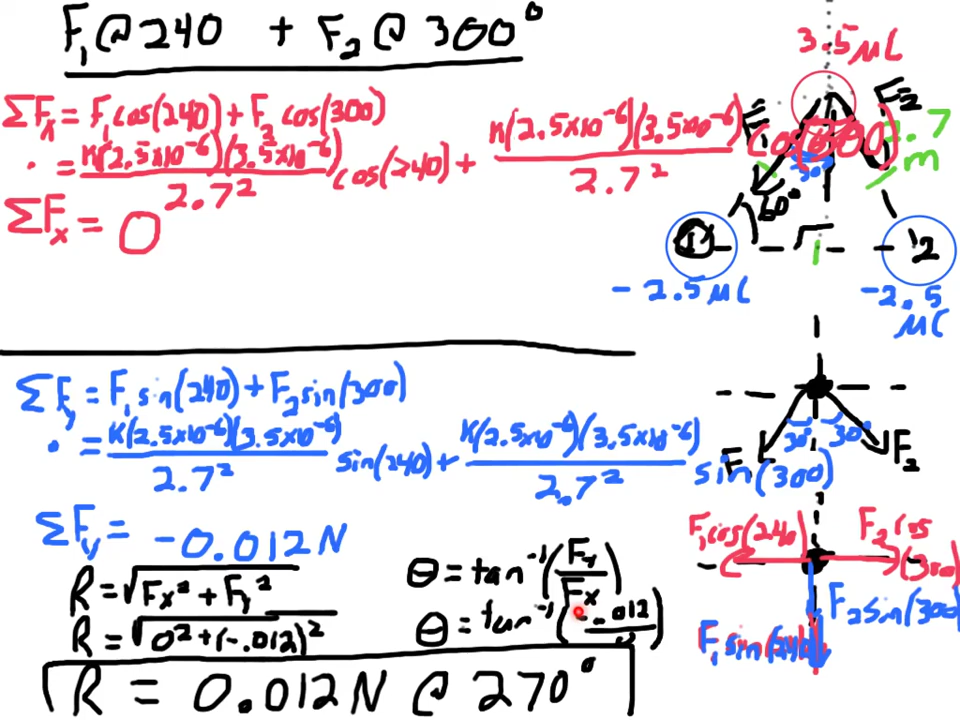 F₁ @ 240 + F₂ @ 300°
ΣFx = F₁cos(240) + F₂cos(300)
= K(2.5x10⁻⁶)(3.5x10⁻⁶) / 2.7² cos(240) + K(2.5x10⁻⁶)(3.5x10⁻⁶) / 2.7² cos(300)
ΣFx = 0
3.5μC
F₂
2.7
m
30°
60°
1
2
-2.5μC
-2.5
μC
ΣFy = F₁sin(240) + F₂sin(300)
= K(2.5x10⁻⁶)(3.5x10⁻⁶) / 2.7² sin(240) + K(2.5x10⁻⁶)(3.5x10⁻⁶) / 2.7² sin(300)
ΣFy = -0.012N
30° 30°
F₂
F₁cos(240)
F₂cos
(300)
F₂sin(300)
F₁sin(240)
R = √Fx² + Fy²
R = √0² + (-.012)²
θ = tan⁻¹(Fy/Fx)
θ = tan⁻¹(-.012/
R = 0.012N @ 270°